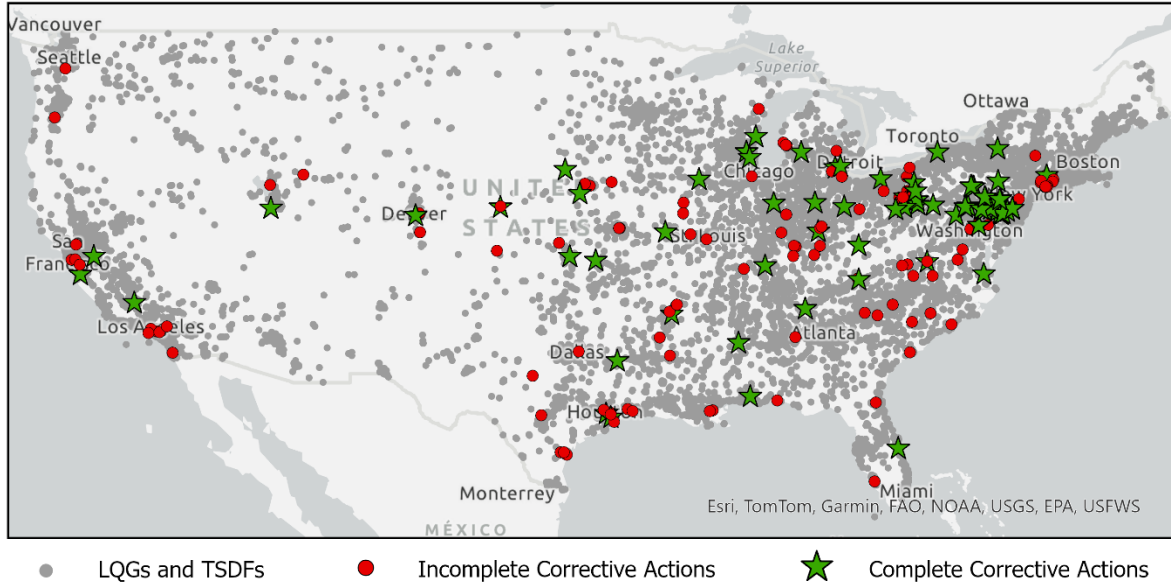 Vancouver
Seattle
Lake
Superior
Ottawa
Toronto
Boston
Detroit
Chicago
UNITED
New York
Denver
STATES
St Louis
Washington
San
Francisco
Los Angeles
Atlanta
Dallas
Houston
Monterrey
Miami
MÉXICO
Esri, TomTom, Garmin, FAO, NOAA, USGS, EPA, USFWS
LQGs and TSDFs
Incomplete Corrective Actions
Complete Corrective Actions